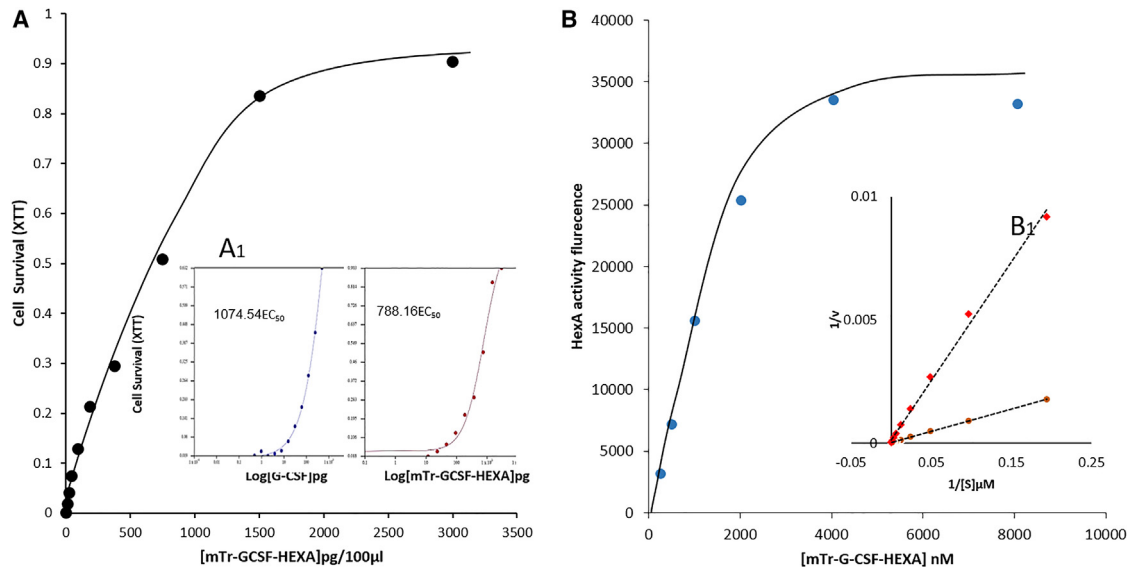 A
1
0.9
0.8
0.7
0.6
0.5
0.4
0.3
0.2
0.1
0
Cell Survival (XTT)
0 500 1000 1500 2000 2500 3000 3500
[mTr-GCSF-HEXA]pg/100µl
A1
1074.54EC50
Cell Survival (XTT)
Log[G-CSF]pg
788.16EC50
Log[mTr-GCSF-HEXA]pg
B
40000
35000
30000
25000
20000
15000
10000
5000
0
HexA activity flurecence
0 2000 4000 6000 8000 10000
[mTr-G-CSF-HEXA] nM
B1
0.01
0.005
0
1/v
-0.05 0.05 0.15 0.25
1/[S]µM